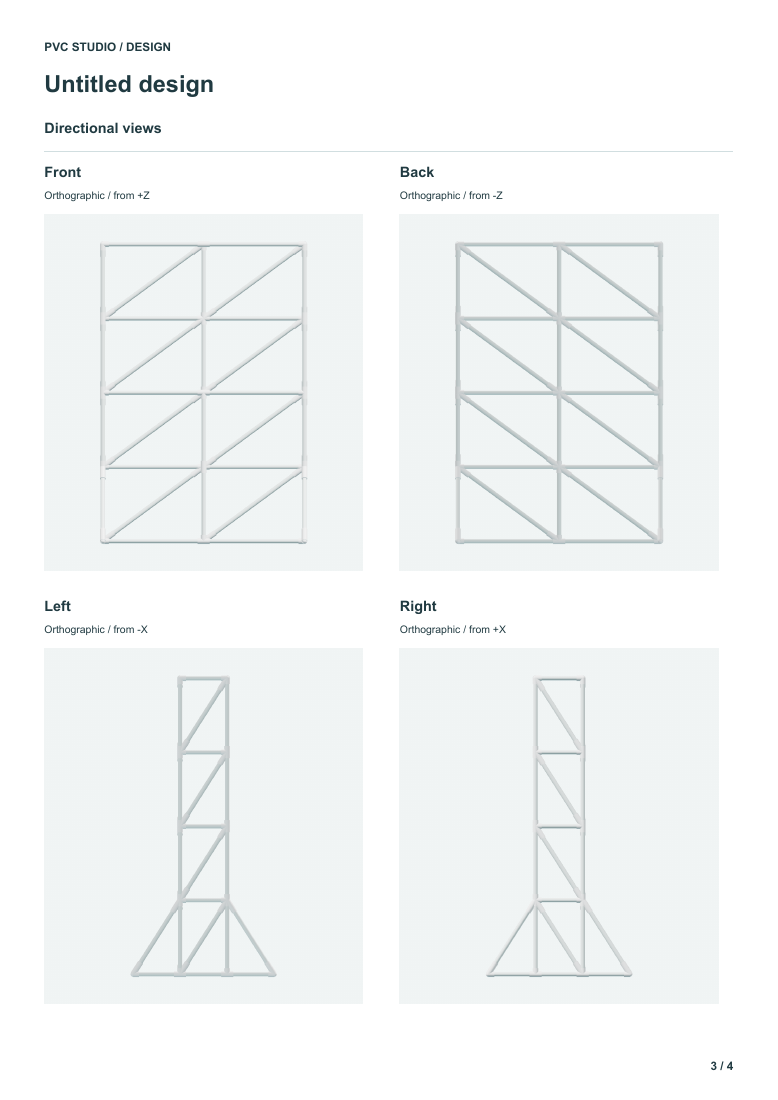 PVC STUDIO / DESIGN
Untitled design
Directional views
Front
Orthographic / from +Z
Back
Orthographic / from -Z
Left
Orthographic / from -X
Right
Orthographic / from +X
3 / 4